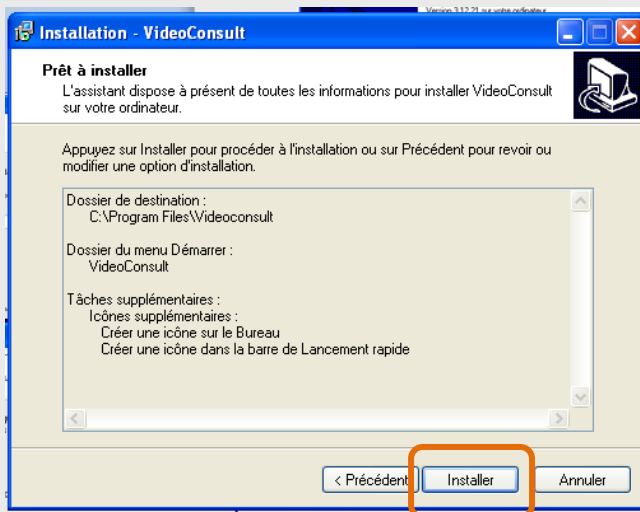 Version 3.12.21 sur votre ordinateur
Installation - VideoConsult
Prêt à installer
L'assistant dispose à présent de toutes les informations pour installer VideoConsult
sur votre ordinateur.
Appuyez sur Installer pour procéder à l'installation ou sur Précédent pour revoir ou
modifier une option d'installation.
Dossier de destination :
C:\Program Files\Videoconsult
Dossier du menu Démarrer :
VideoConsult
Tâches supplémentaires :
Icônes supplémentaires :
Créer une icône sur le Bureau
Créer une icône dans la barre de Lancement rapide
< Précédent
Installer
Annuler